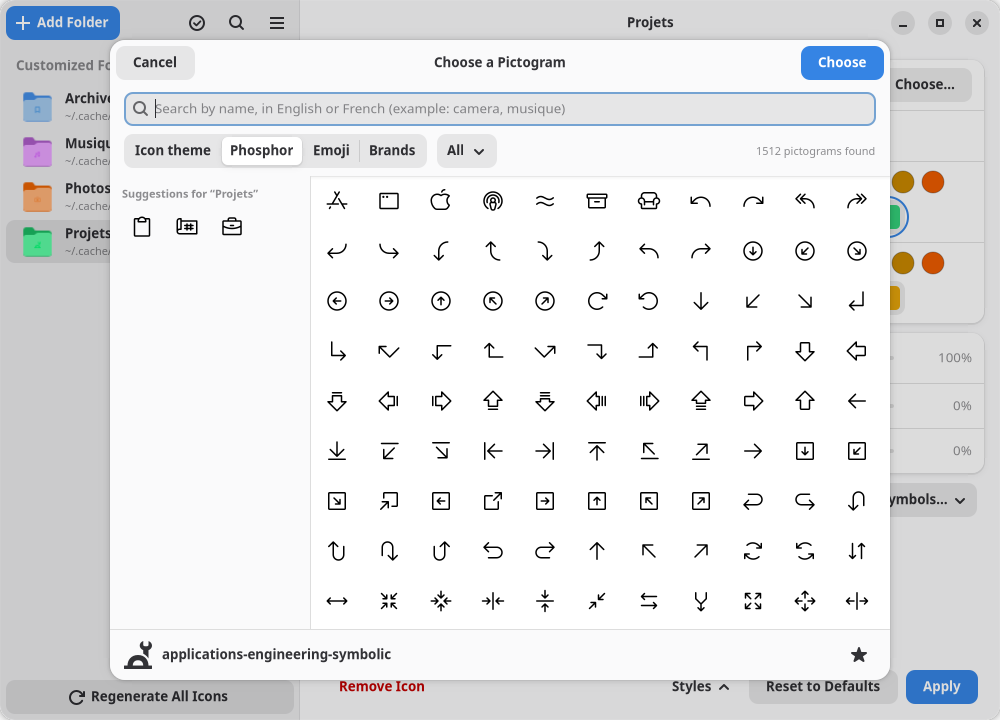 Add Folder
Projets
Customized Fo
Archive
~/.cache/
Musiqu
~/.cache/
Photos
~/.cache/
Projets
~/.cache/
Regenerate All Icons
Cancel
Choose a Pictogram
Choose
Search by name, in English or French (example: camera, musique)
Icon theme
Phosphor
Emoji
Brands
All
1512 pictograms found
Suggestions for “Projets”
applications-engineering-symbolic
Choose...
100%
0%
0%
ymbols...
Remove Icon
Styles
Reset to Defaults
Apply